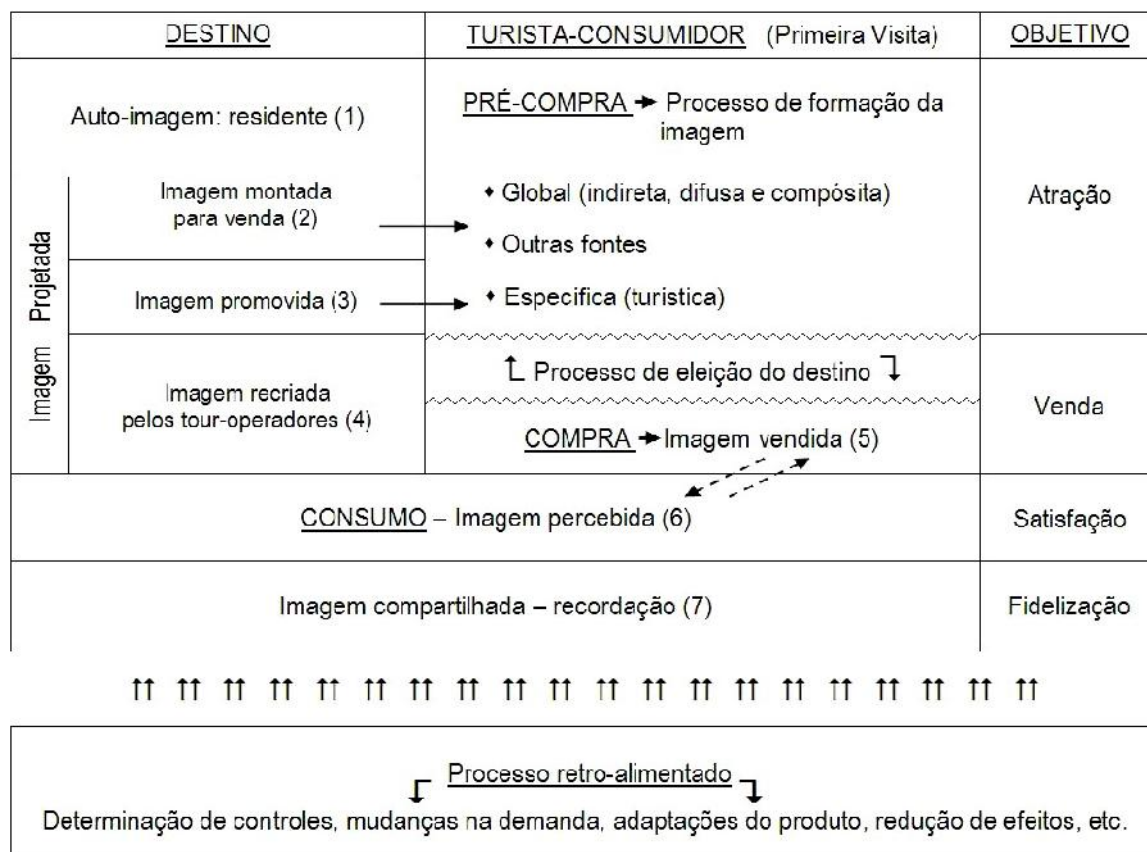 DESTINO
TURISTA-CONSUMIDOR (Primeira Visita)
OBJETIVO
Auto-imagem: residente (1)
PRÉ-COMPRA Processo de formação da
imagem
Imagem Projetada
Imagem montada
para venda (2)
Global (indireta, difusa e compósita)
Outras fontes
Imagem promovida (3)
Específica (turistica)
Atração
Imagem recriada
pelos tour-operadores (4)
Processo de eleição do destino
COMPRA Imagem vendida (5)
Venda
CONSUMO – Imagem percebida (6)
Satisfação
Imagem compartilhada – recordação (7)
Fidelização
Processo retro-alimentado
Determinação de controles, mudanças na demanda, adaptações do produto, redução de efeitos, etc.